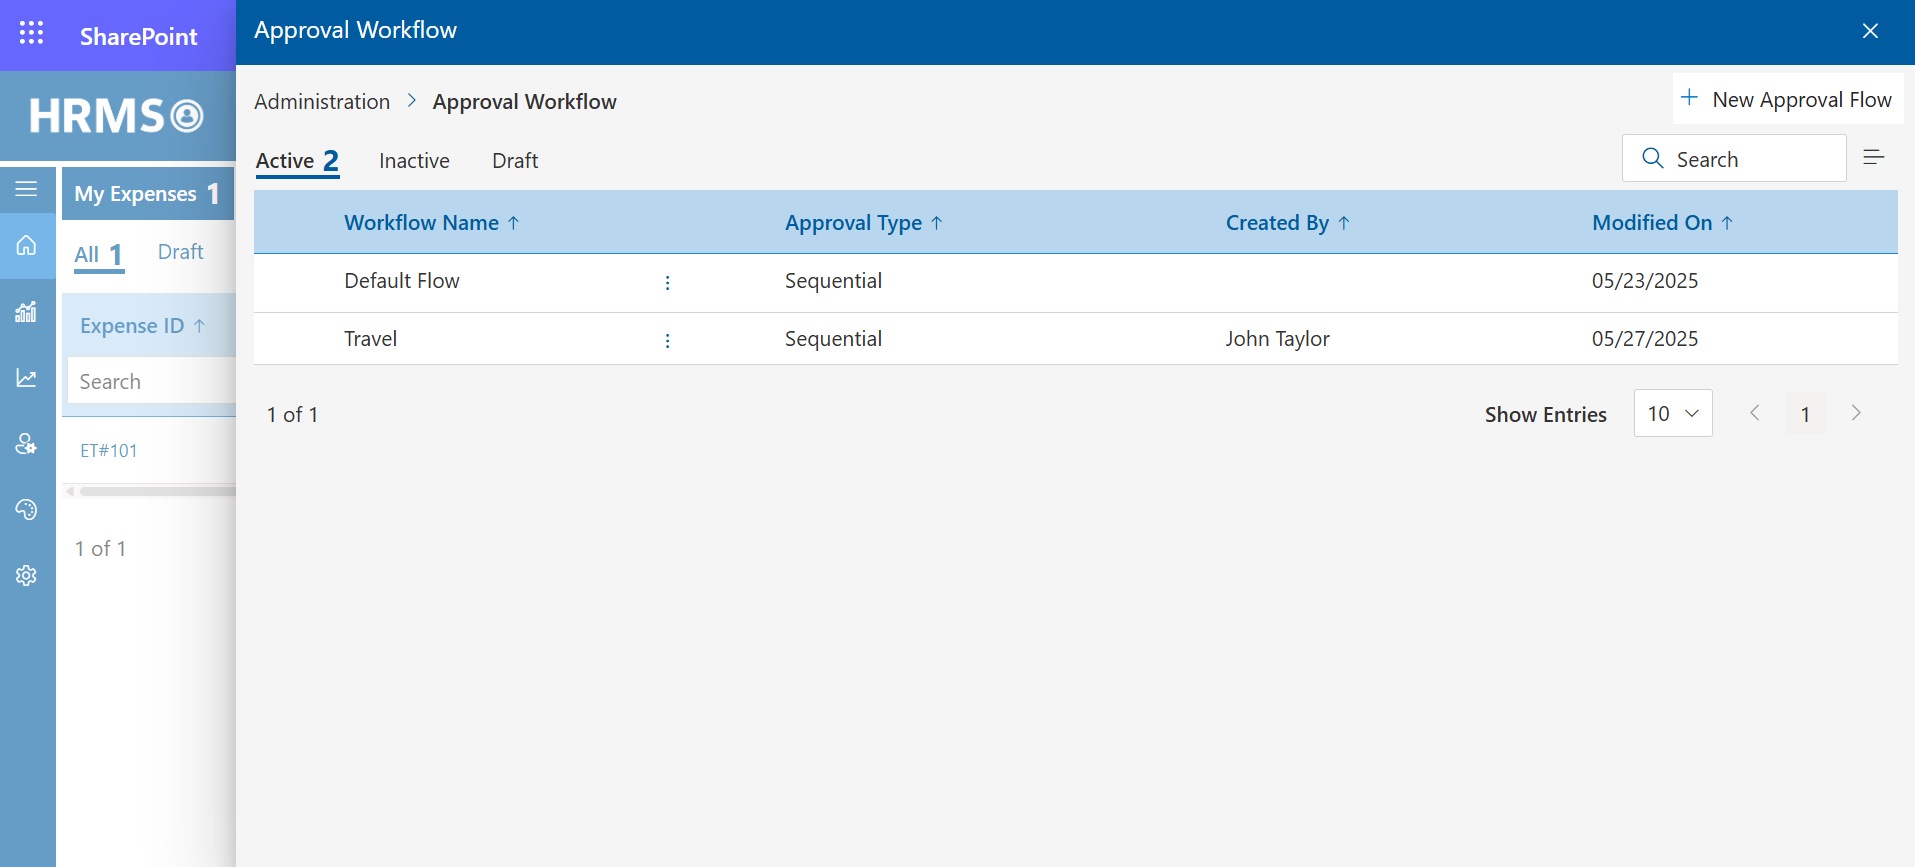 SharePoint
HRMS
My Expenses 1
All 1 Draft
Expense ID
Search
ET#101
1 of 1
Approval Workflow
Administration > Approval Workflow
+ New Approval Flow
Active 2 Inactive Draft
Search
Workflow Name ↑ Approval Type ↑ Created By ↑ Modified On ↑
Default Flow Sequential 05/23/2025
Travel Sequential John Taylor 05/27/2025
1 of 1
Show Entries 10 < 1 >